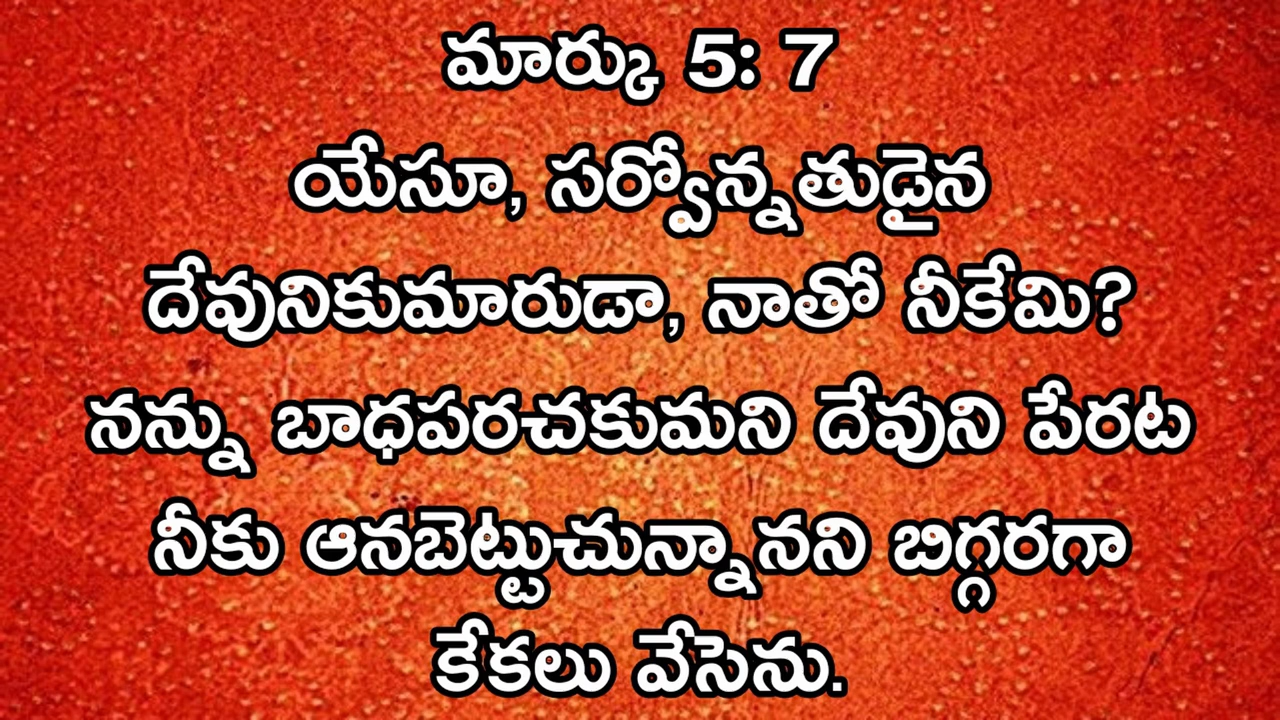 మార్కు 5: 7
యేసూ, సర్వోన్నతుడైన
దేవునికుమారుడా, నాతో నీకేమి?
నన్ను బాధపరచకుమని దేవుని పేరట
నీకు ఆనబెట్టుచున్నానని బిగ్గరగా
కేకలు వేసెను.